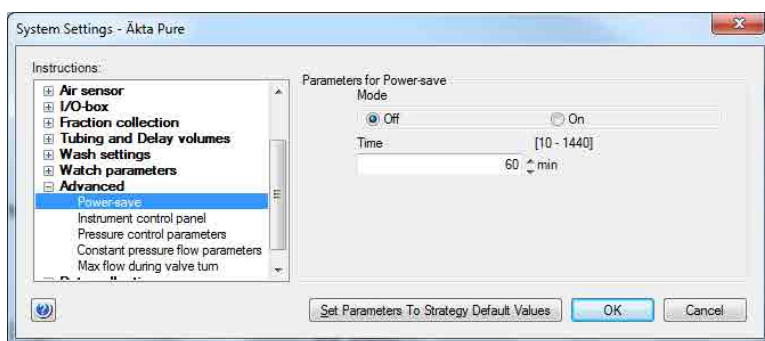 System Settings - Äkta Pure
Instructions:
Air sensor
I/O-box
Fraction collection
Tubing and Delay volumes
Wash settings
Watch parameters
Advanced
Power-save
Instrument control panel
Pressure control parameters
Constant pressure flow parameters
Max flow during valve turn
Parameters for Power-save
Mode
Off On
Time [10 - 1440]
60 min
Set Parameters To Strategy Default Values OK Cancel